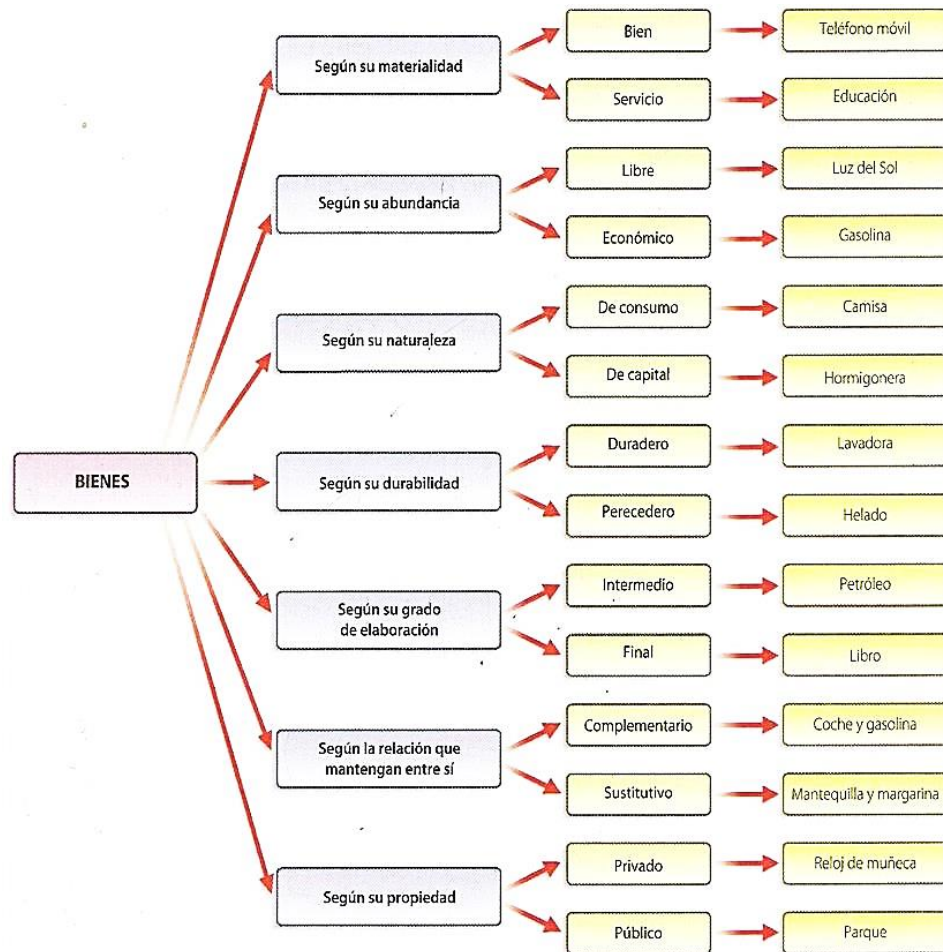 Bien
Teléfono móvil
Según su materialidad
Servicio
Educación
Libre
Luz del Sol
Según su abundancia
Económico
Gasolina
De consumo
Camisa
Según su naturaleza
De capital
Hormigonera
BIENES
Duradero
Lavadora
Según su durabilidad
Perecedero
Helado
Intermedio
Petróleo
Según su grado
de elaboración
Final
Libro
Complementario
Coche y gasolina
Según la relación que
mantengan entre sí
Sustitutivo
Mantequilla y margarina
Privado
Reloj de muñeca
Según su propiedad
Público
Parque